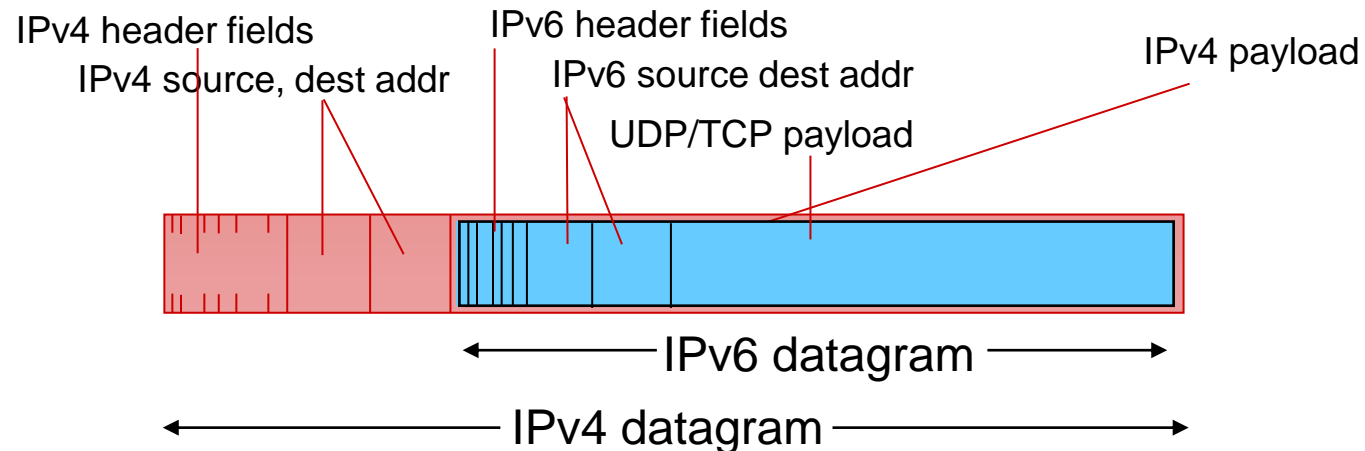 IPv4 header fields
IPv6 header fields
IPv4 payload
IPv4 source, dest addr
IPv6 source dest addr
UDP/TCP payload
IPv6 datagram
IPv4 datagram